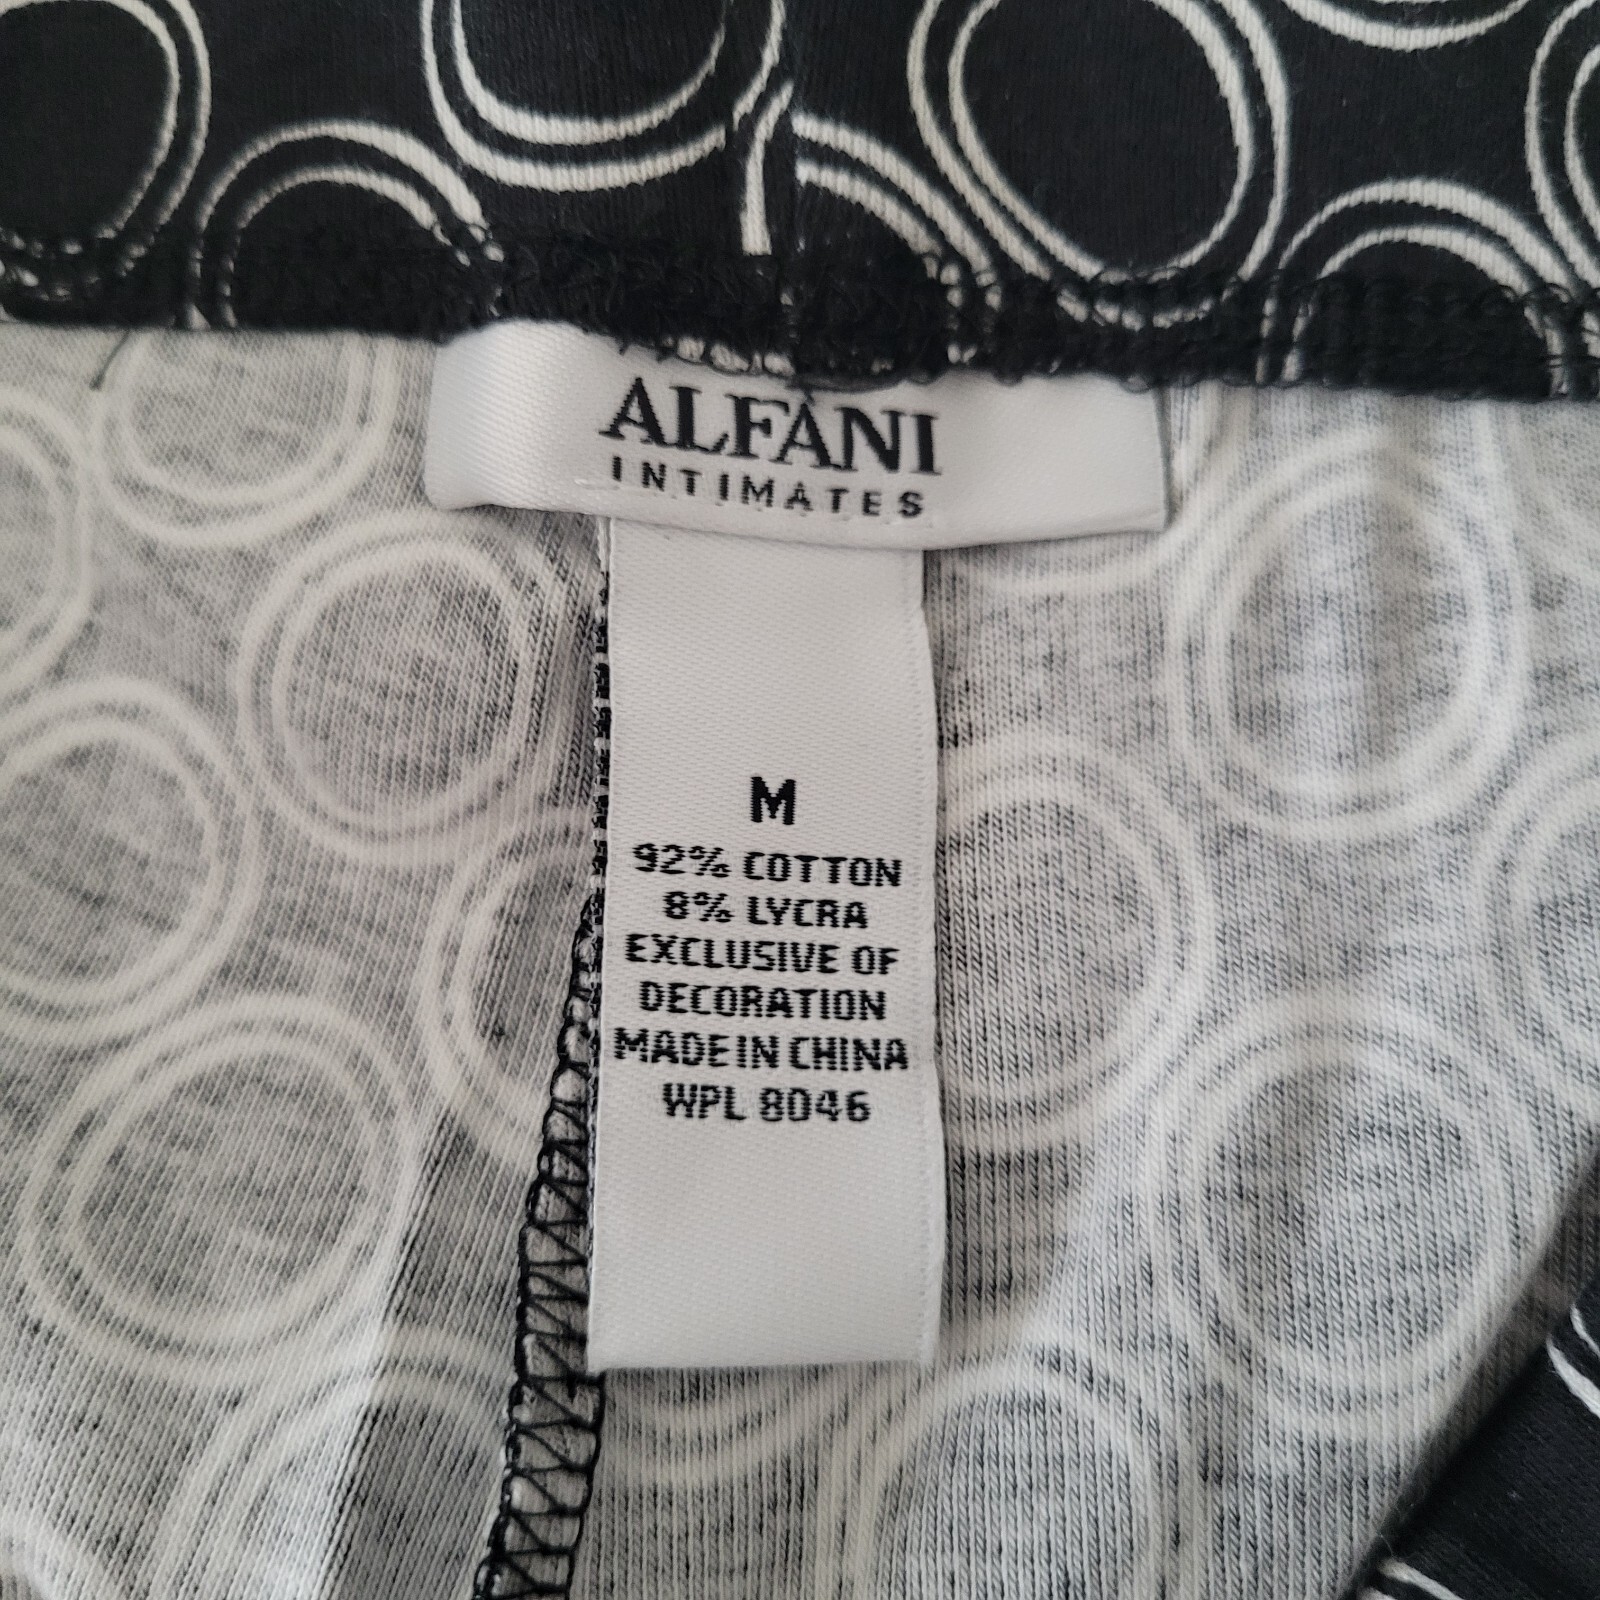 ALFANI
INTIMATES
M
92% COTTON
8% LYCRA
EXCLUSIVE OF
DECORATION
MADE IN CHINA
WPL 8046